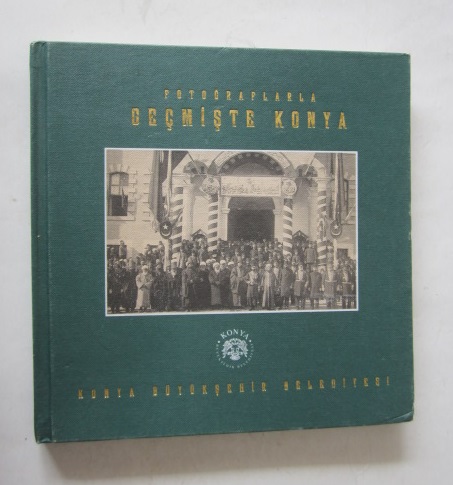 FOTOĞRAFLARLA
GEÇMİŞTE KONYA
KONYA
KONYA BÜYÜKŞEHİR BELEDİYESİ